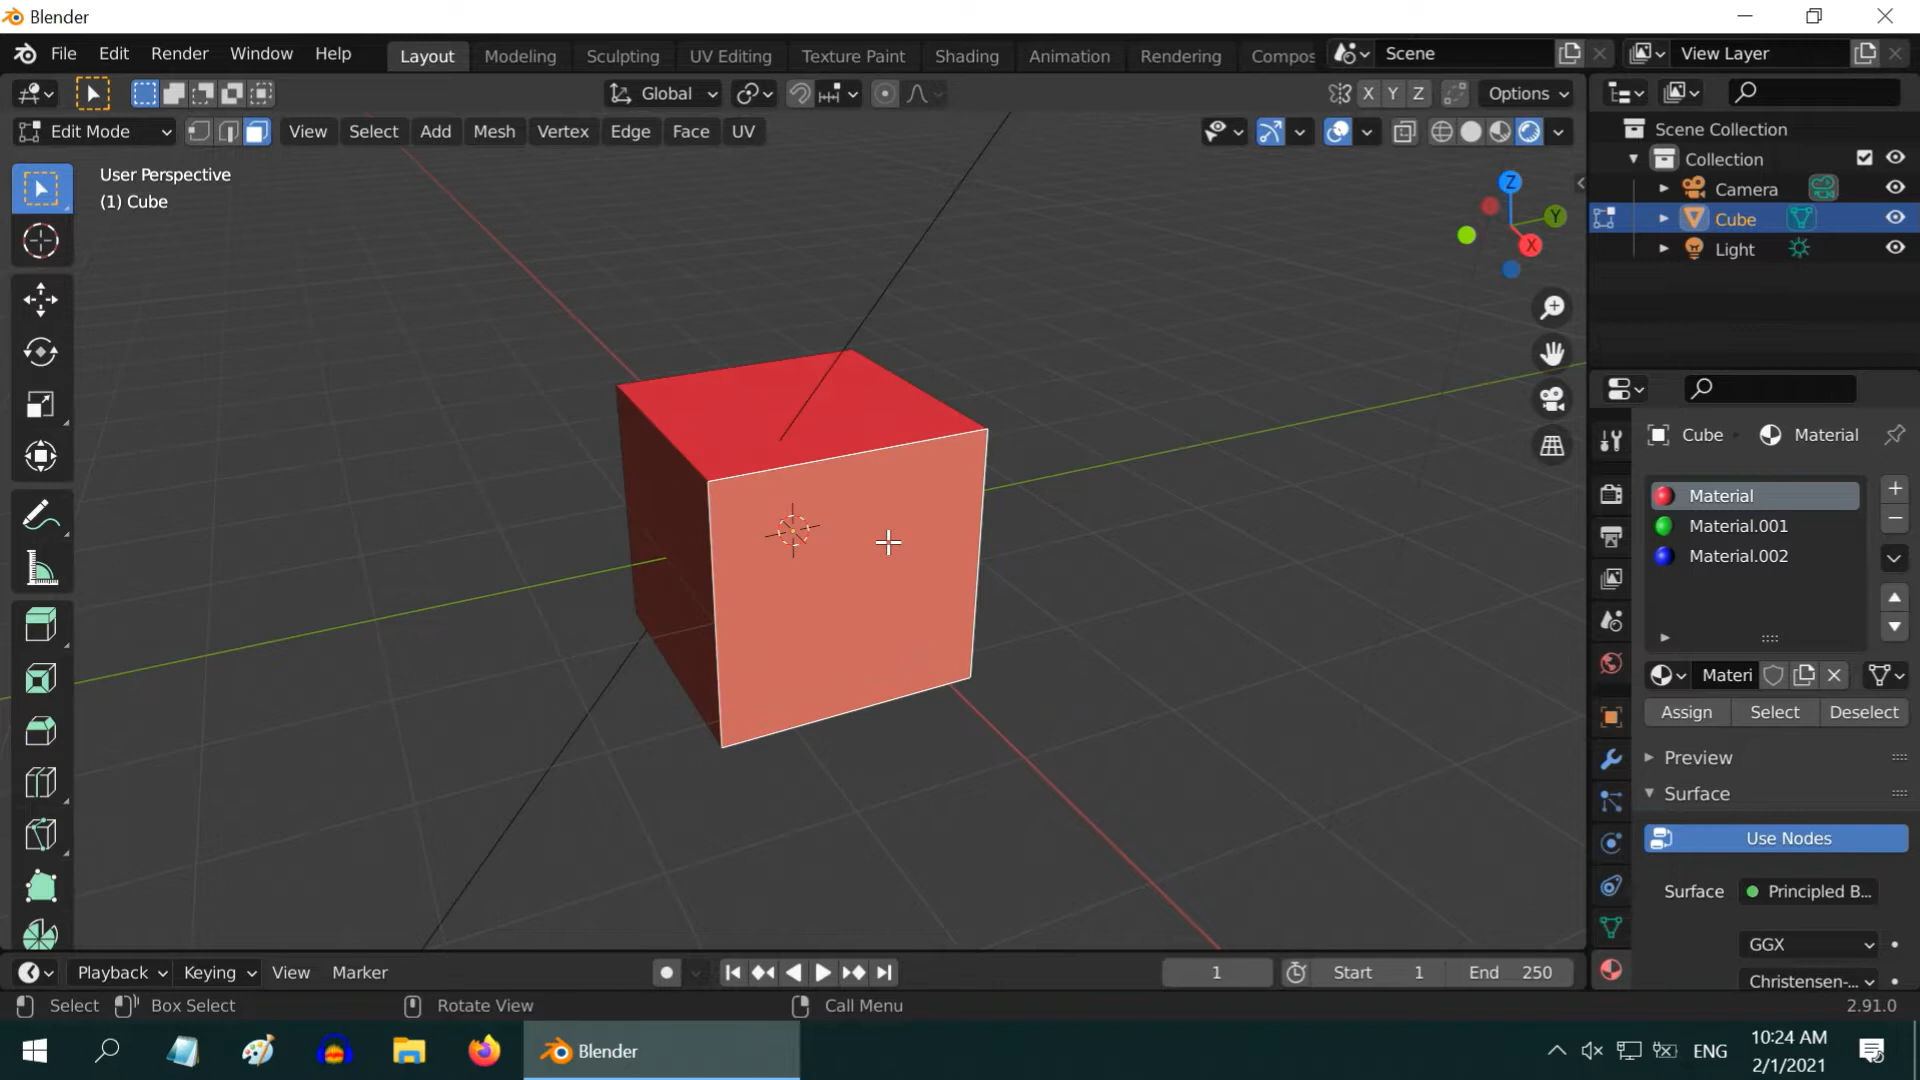 Blender
File Edit Render Window Help Layout Modeling Sculpting UV Editing Texture Paint Shading Animation Rendering Compos Scene View Layer
Global X Y Z Options
Edit Mode View Select Add Mesh Vertex Edge Face UV
User Perspective
(1) Cube
Z
Y
X
Scene Collection
Collection
Camera
Cube
Light
Cube Material
Material
Material.001
Material.002
Materi
Assign Select Deselect
Preview
Surface
Use Nodes
Surface Principled B...
GGX
Christensen-...
Playback Keying View Marker 1 Start 1 End 250
Select Box Select Rotate View Call Menu 2.91.0
Blender ENG 10:24 AM
2/1/2021